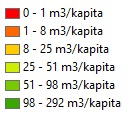 0 - 1 m3/kapita
1 - 8 m3/kapita
8 - 25 m3/kapita
25 - 51 m3/kapita
51 - 98 m3/kapita
98 - 292 m3/kapita